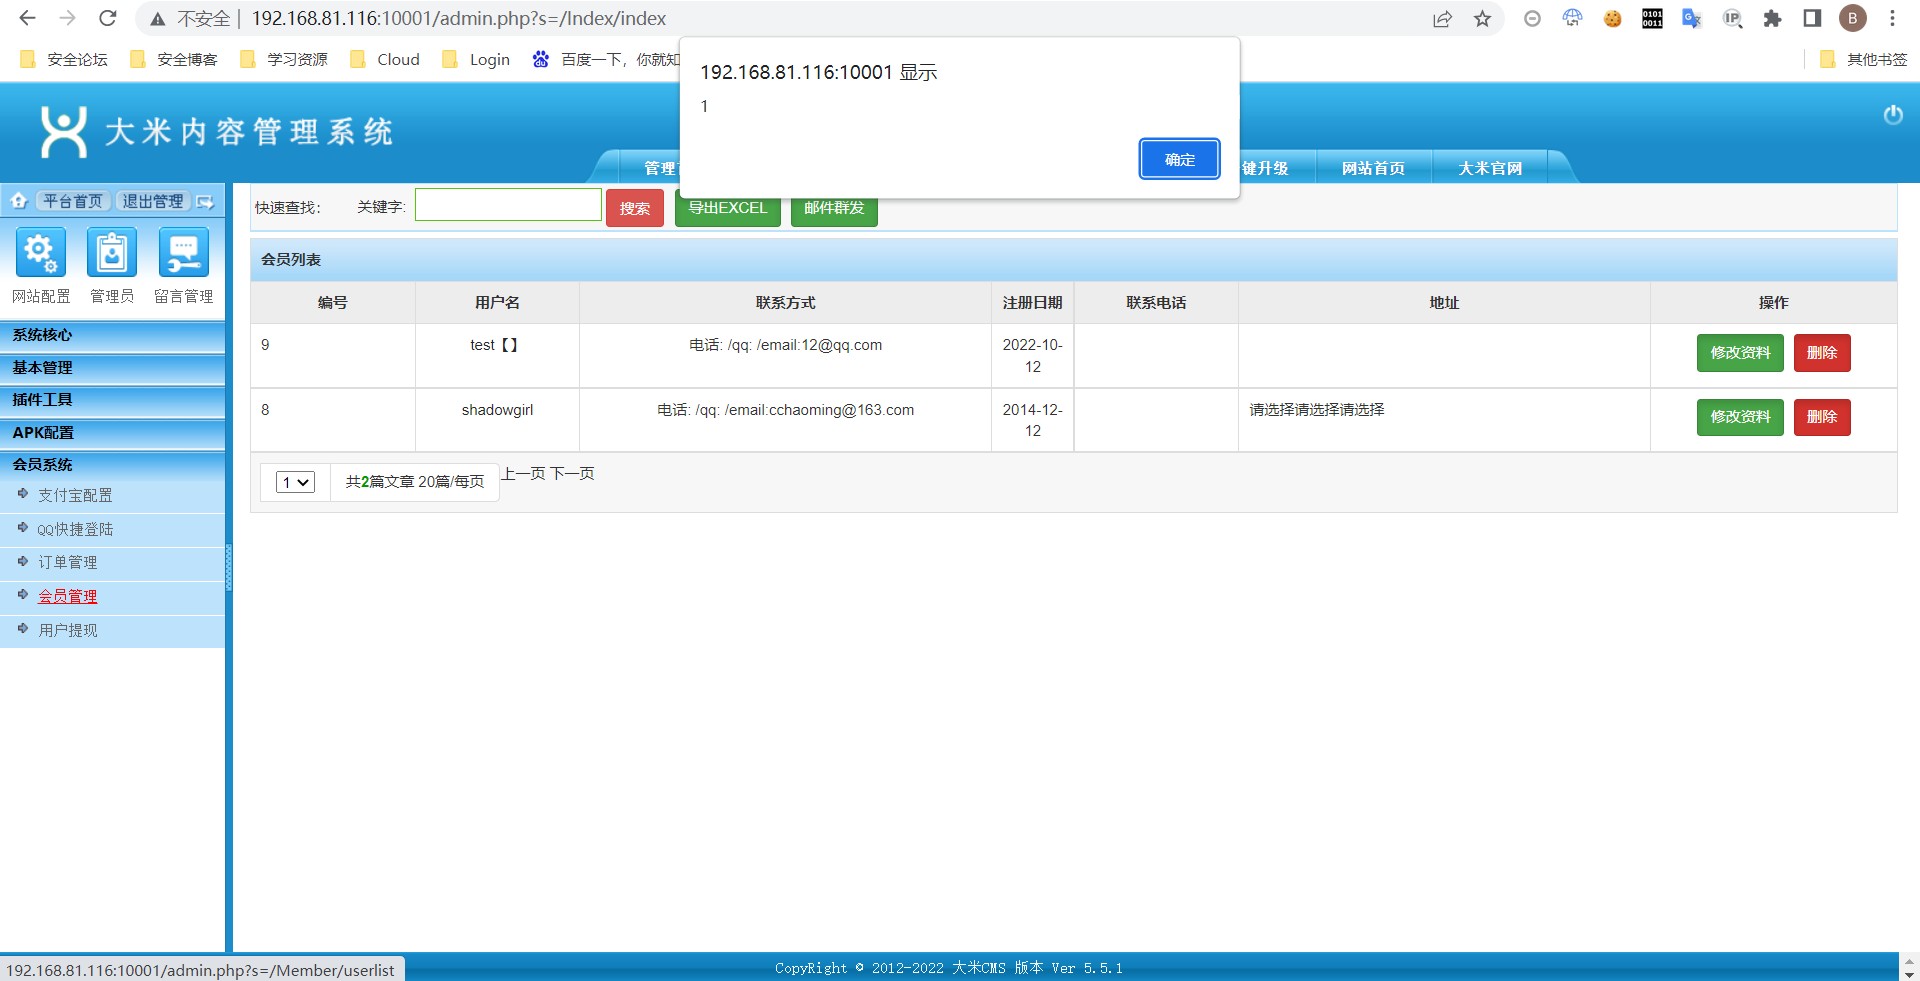 不安全 | 192.168.81.116:10001/admin.php?s=/Index/index
B
安全论坛 安全博客 学习资源 Cloud Login 百度一下，你就知 其他书签
192.168.81.116:10001 显示
1
确定
大米内容管理系统
管理 键升级 网站首页 大米官网
平台首页 退出管理
网站配置 管理员 留言管理
系统核心
基本管理
插件工具
APK配置
会员系统
支付宝配置
QQ快捷登陆
订单管理
会员管理
用户提现
快速查找： 关键字: 搜索 导出EXCEL 邮件群发
会员列表
编号 用户名 联系方式 注册日期 联系电话 地址 操作
9 test【】 电话: /qq: /email:12@qq.com 2022-10-
12
修改资料 删除
8 shadowgirl 电话: /qq: /email:cchaoming@163.com 2014-12-
12
请选择请选择请选择 修改资料 删除
1 共2篇文章 20篇/每页 上一页 下一页
192.168.81.116:10001/admin.php?s=/Member/userlist
CopyRight © 2012-2022 大米CMS 版本 Ver 5.5.1